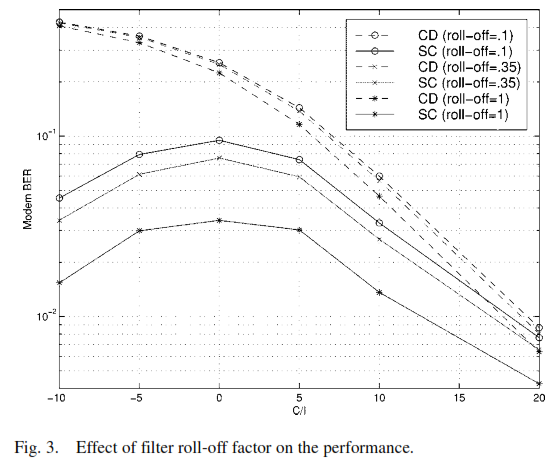 CD (roll-off=.1)
SC (roll-off=.1)
CD (roll-off=.35)
SC (roll-off=.35)
CD (roll-off=1)
SC (roll-off=1)
10⁻¹
10⁻²
Modem BER
-10
-5
0
5
10
15
20
C/I
Fig. 3. Effect of filter roll-off factor on the performance.